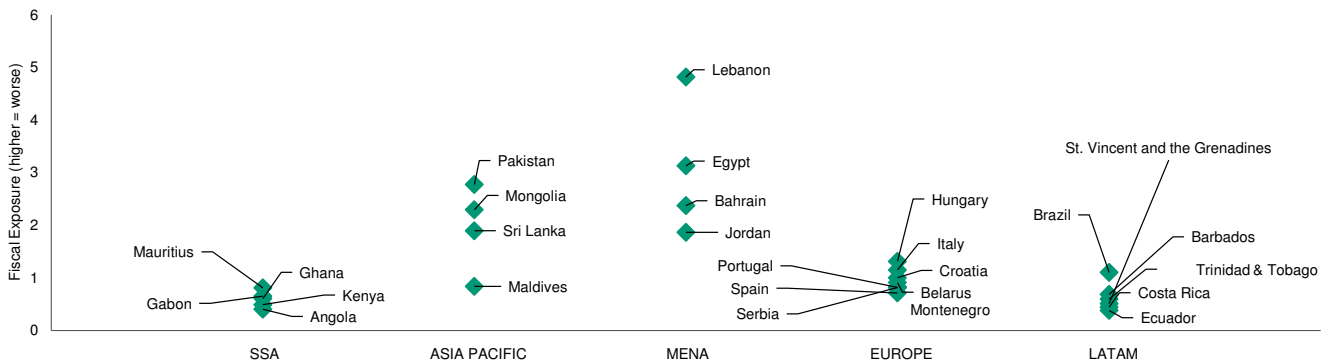 Fiscal Exposure (higher = worse)
6
5
4
3
2
1
0
Mauritius
Ghana
Gabon
Kenya
Angola
Pakistan
Mongolia
Sri Lanka
Maldives
Lebanon
Egypt
Bahrain
Jordan
Hungary
Italy
Portugal
Croatia
Spain
Belarus
Serbia
Montenegro
St. Vincent and the Grenadines
Brazil
Barbados
Trinidad & Tobago
Costa Rica
Ecuador
SSA
ASIA PACIFIC
MENA
EUROPE
LATAM